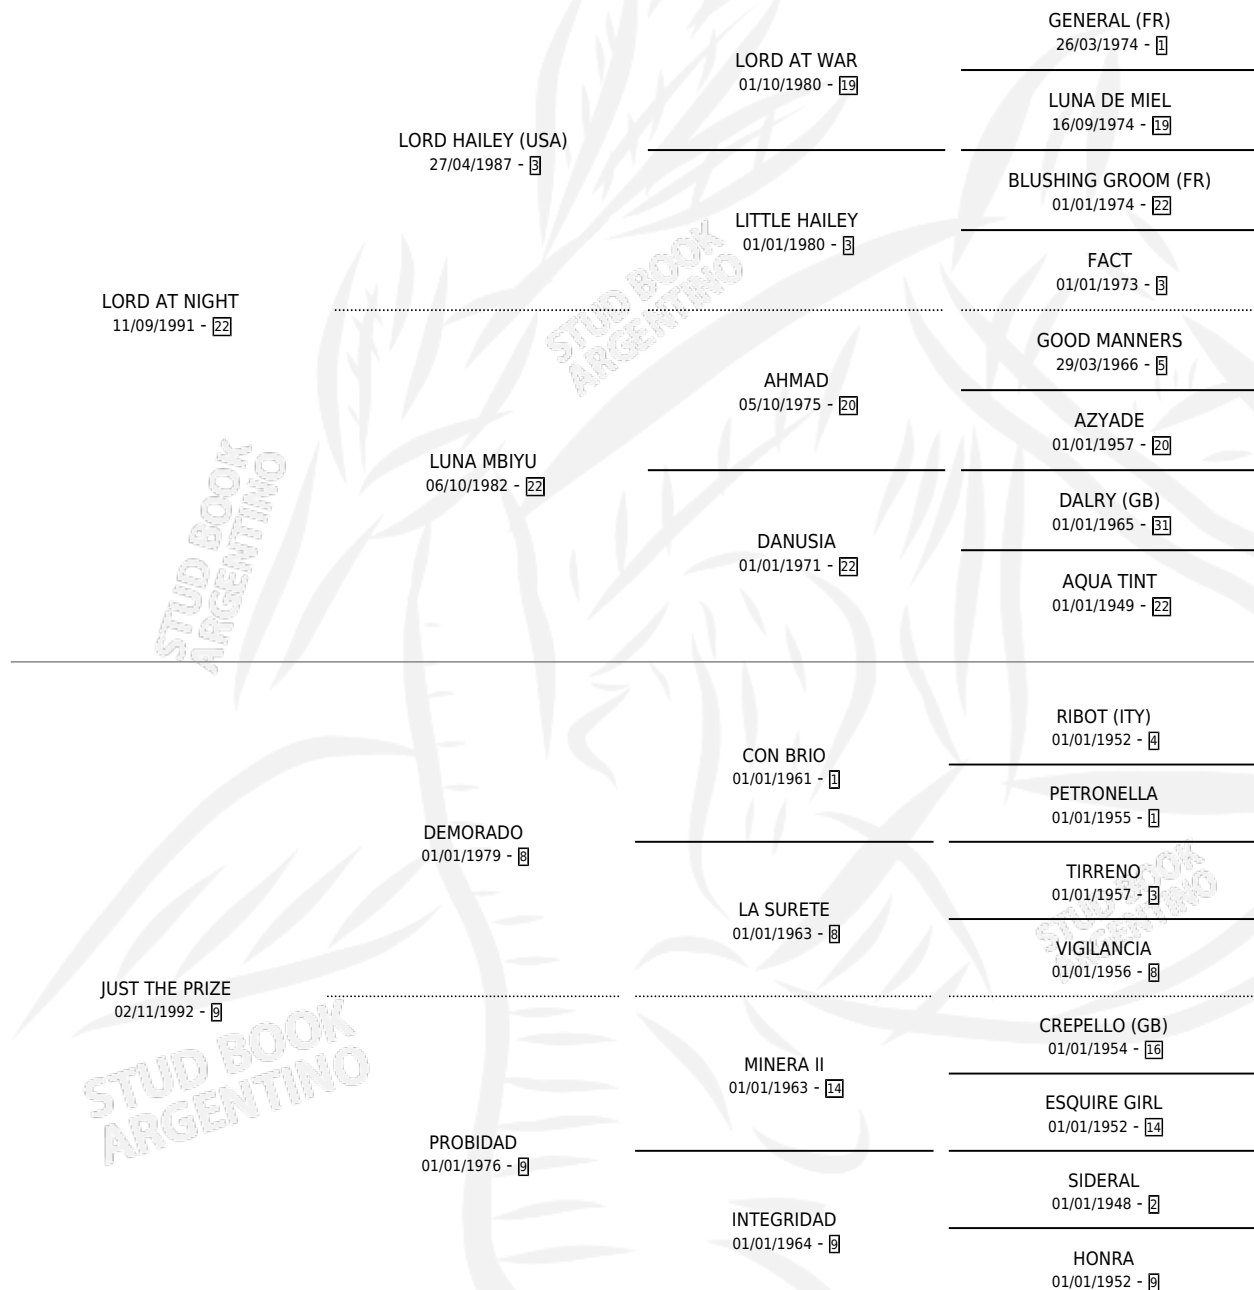 GENERAL (FR)
26/03/1974 - 1
LORD AT WAR
01/10/1980 - 19
LUNA DE MIEL
16/09/1974 - 19
LORD HAILEY (USA)
27/04/1987 - 3
BLUSHING GROOM (FR)
01/01/1974 - 22
LITTLE HAILEY
01/01/1980 - 3
FACT
01/01/1973 - 3
LORD AT NIGHT
11/09/1991 - 22
STUD BOOK
ARGENTINO
GOOD MANNERS
29/03/1966 - 5
AHMAD
05/10/1975 - 20
AZYADE
01/01/1957 - 20
LUNA MBIYU
06/10/1982 - 22
DALRY (GB)
01/01/1965 - 31
DANUSIA
01/01/1971 - 22
AQUA TINT
01/01/1949 - 22
STUD BOOK
ARGENTINO
RIBOT (ITY)
01/01/1952 - 4
CON BRIO
01/01/1961 - 1
PETRONELLA
01/01/1955 - 1
DEMORADO
01/01/1979 - 8
TIRRENO
01/01/1957 - 3
LA SURETE
01/01/1963 - 8
STUD BOOK
ARGENTINO
VIGILANCIA
01/01/1956 - 8
JUST THE PRIZE
02/11/1992 - 9
STUD BOOK
ARGENTINO
CREPELLO (GB)
01/01/1954 - 16
MINERA II
01/01/1963 - 14
ESQUIRE GIRL
01/01/1952 - 14
PROBIDAD
01/01/1976 - 9
SIDERAL
01/01/1948 - 2
INTEGRIDAD
01/01/1964 - 9
HONRA
01/01/1952 - 9